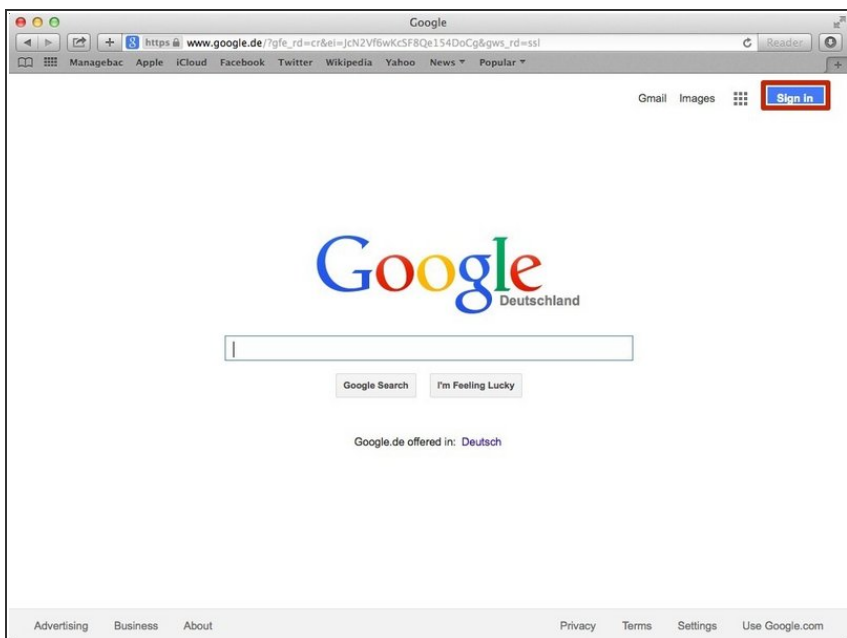 Google
https www.google.de/?gfe_rd=cr&ei=JcN2Vf6wKcSF8Qe154DoCg&gws_rd=ssl Reader
Managebac Apple iCloud Facebook Twitter Wikipedia Yahoo News Popular
Gmail Images Sign in
Google
Deutschland
Google Search I'm Feeling Lucky
Google.de offered in: Deutsch
Advertising Business About Privacy Terms Settings Use Google.com